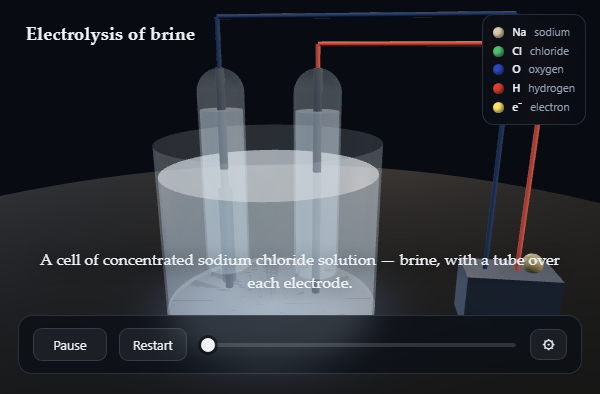 Electrolysis of brine
Na sodium
Cl chloride
O oxygen
H hydrogen
e⁻ electron
A cell of concentrated sodium chloride solution — brine, with a tube over
each electrode.
Pause
Restart